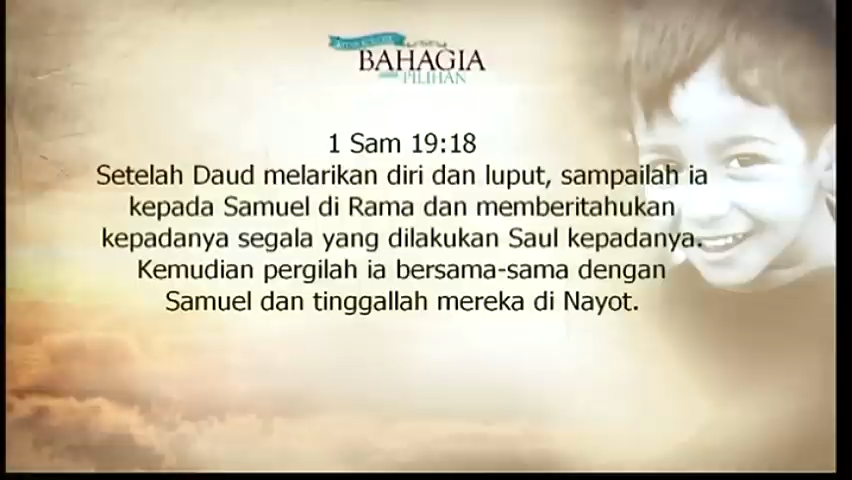 BAHAGIA
PILIHAN
1 Sam 19:18
Setelah Daud melarikan diri dan luput, sampailah ia
kepada Samuel di Rama dan memberitahukan
kepadanya segala yang dilakukan Saul kepadanya.
Kemudian pergilah ia bersama-sama dengan
Samuel dan tinggallah mereka di Nayot.